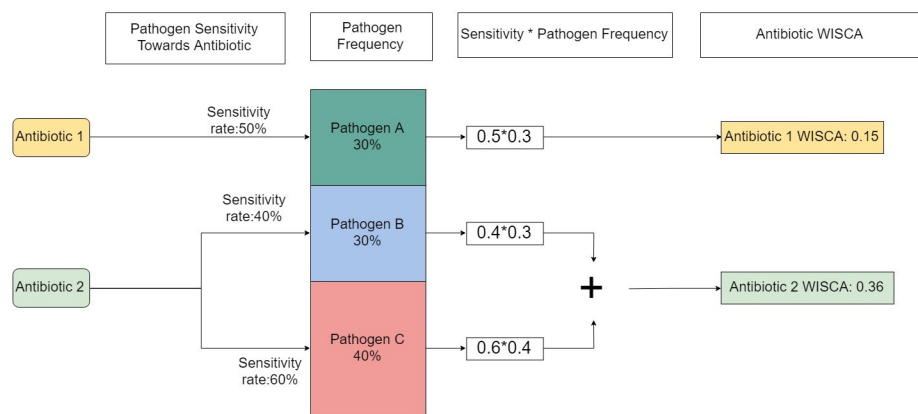 Pathogen Sensitivity
Towards Antibiotic
Pathogen
Frequency
Sensitivity * Pathogen Frequency
Antibiotic WISCA
Antibiotic 1
Sensitivity
rate:50%
Pathogen A
30%
0.5*0.3
Antibiotic 1 WISCA: 0.15
Sensitivity
rate:40%
Pathogen B
30%
0.4*0.3
Antibiotic 2
+
Antibiotic 2 WISCA: 0.36
Pathogen C
40%
0.6*0.4
Sensitivity
rate:60%